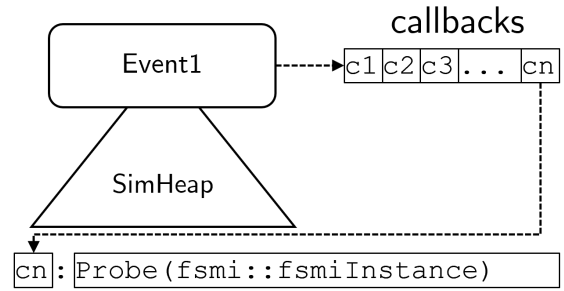 callbacks
Event1
c1 c2 c3 ... cn
SimHeap
cn: Probe(fsmi::fsmiInstance)